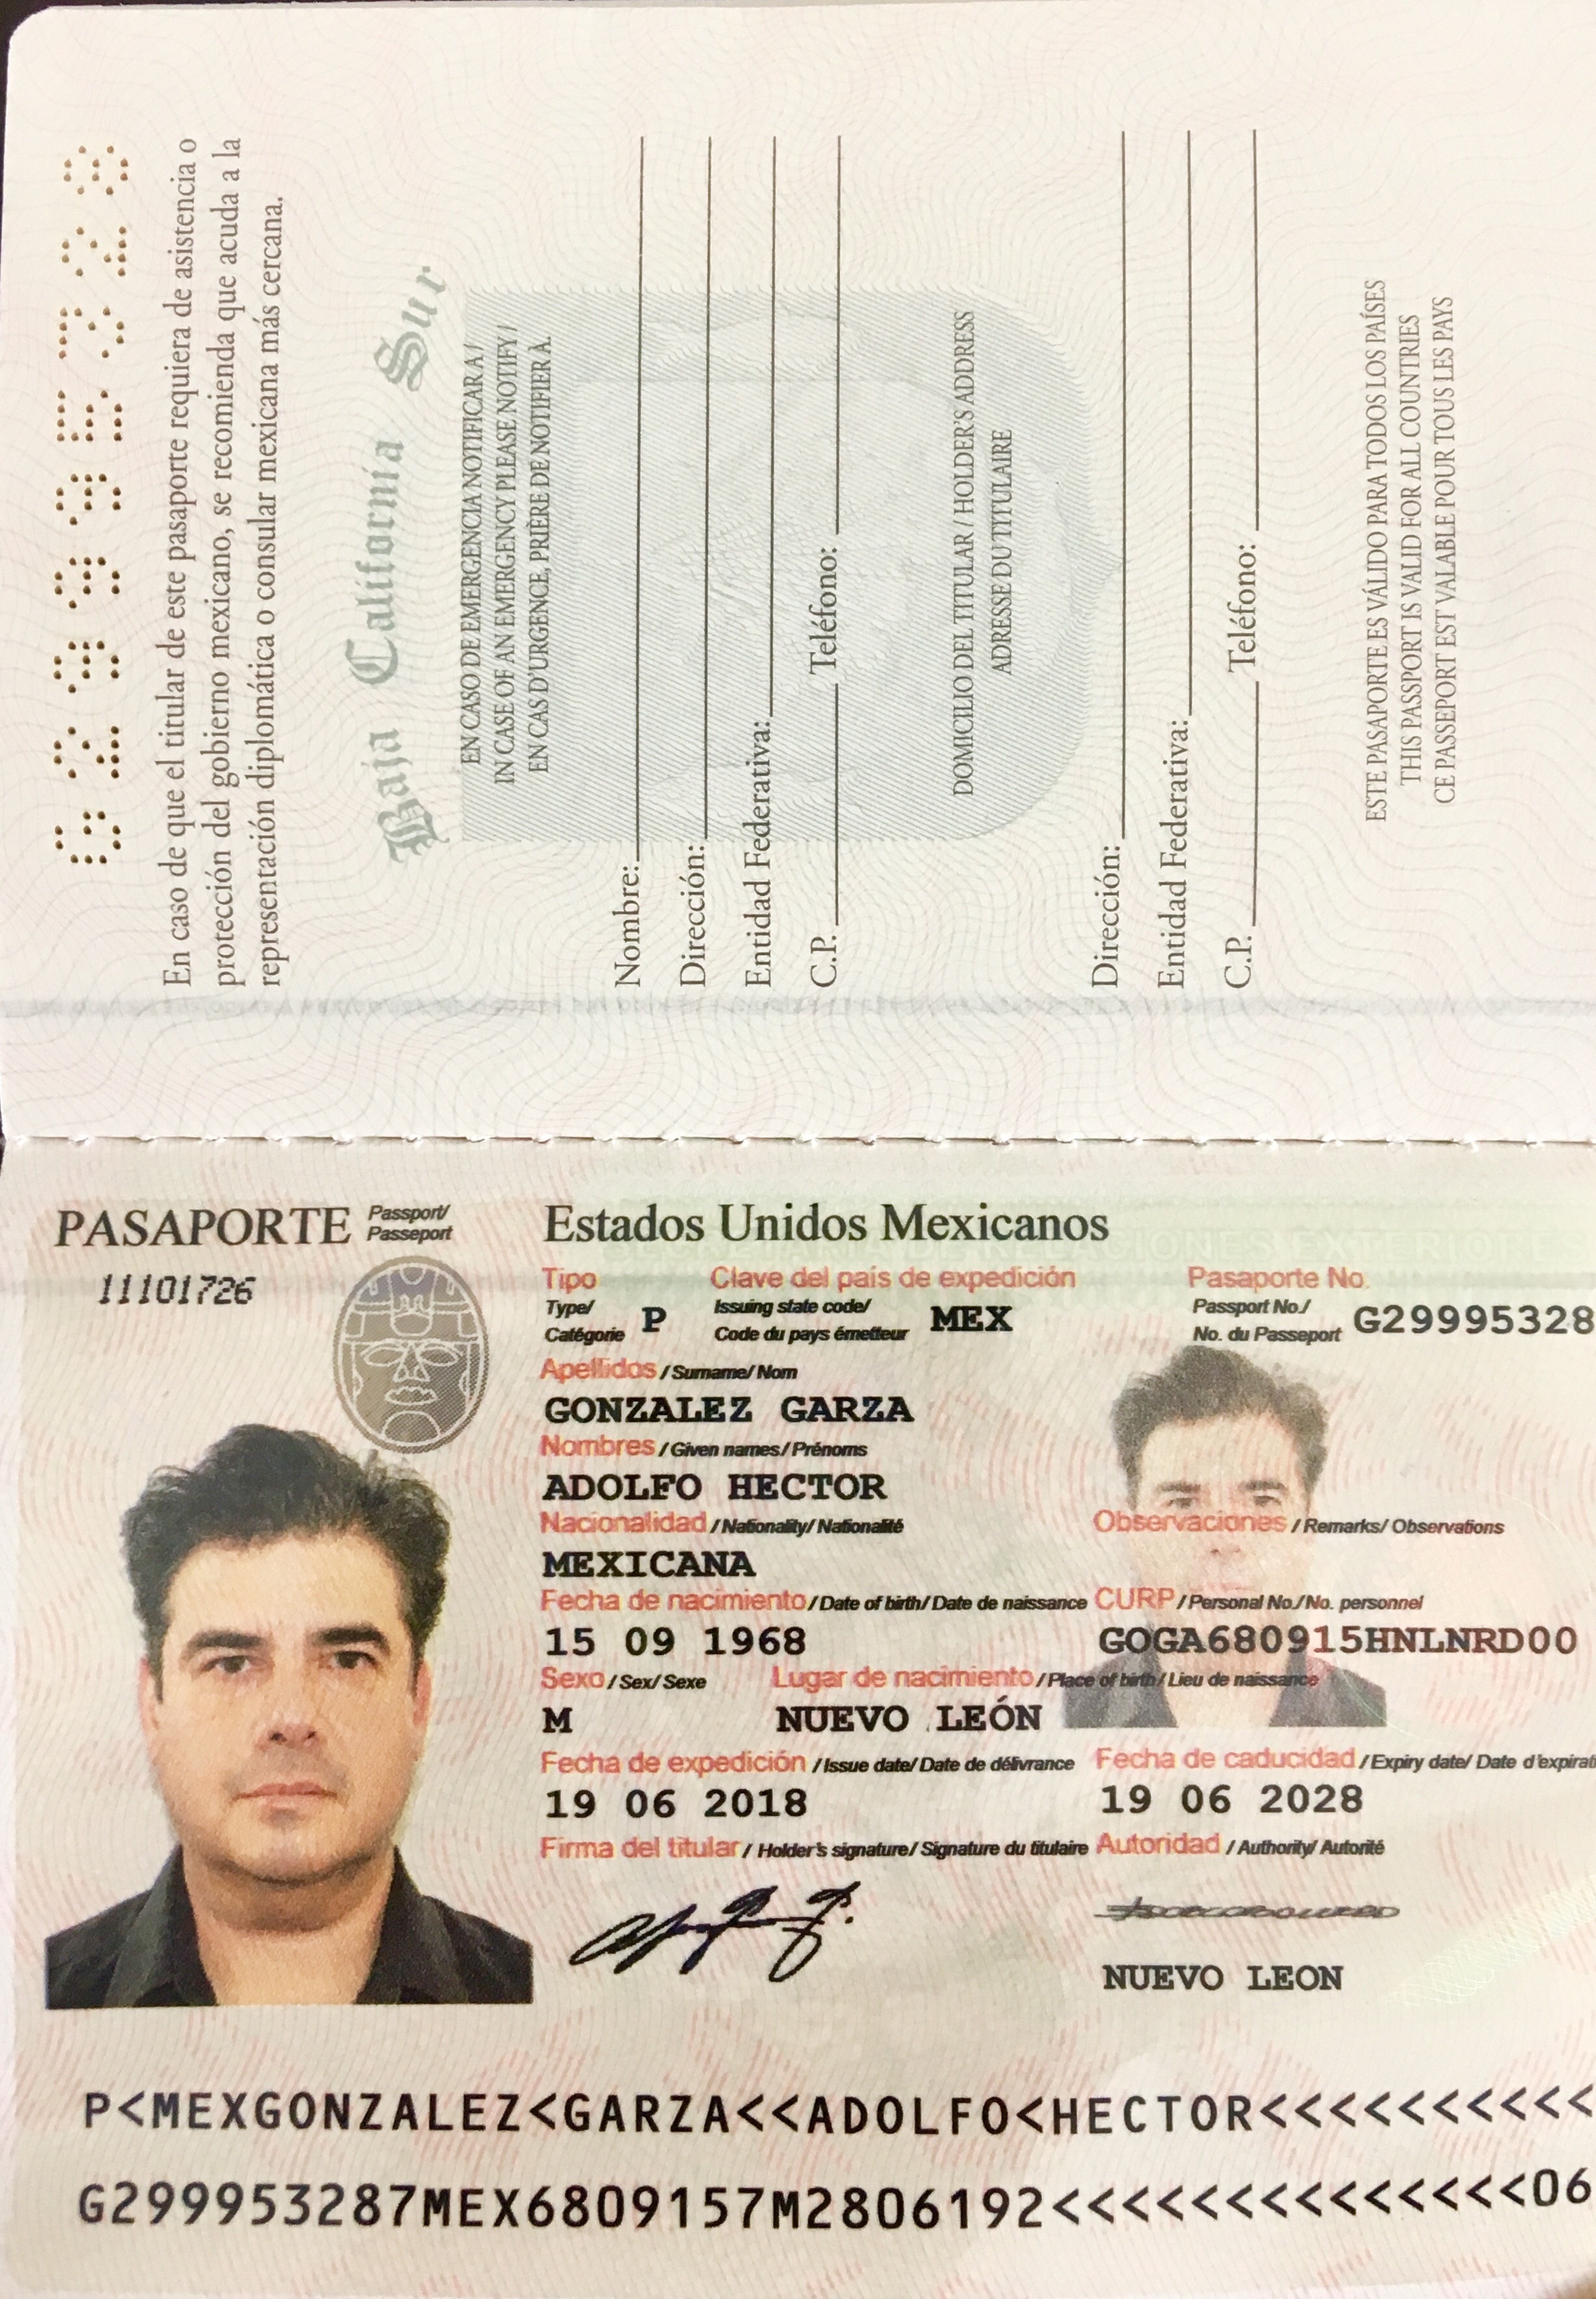 G29995328
En caso de que el titular de este pasaporte requiera de asistencia o
protección del gobierno mexicano, se recomienda que acuda a la
representación diplomática o consular mexicana más cercana.
Baja California Sur
EN CASO DE EMERGENCIA NOTIFICAR A /
IN CASE OF AN EMERGENCY PLEASE NOTIFY /
EN CAS D'URGENCE, PRIÈRE DE NOTIFIER À.
Nombre:
Dirección:
Entidad Federativa:
C.P. Teléfono:
DOMICILIO DEL TITULAR / HOLDER'S ADDRESS
ADRESSE DU TITULAIRE
Dirección:
Entidad Federativa:
C.P. Teléfono:
ESTE PASAPORTE ES VÁLIDO PARA TODOS LOS PAÍSES
THIS PASSPORT IS VALID FOR ALL COUNTRIES
CE PASSEPORT EST VALABLE POUR TOUS LES PAYS
PASAPORTE Passport/ Passeport
11101726
Estados Unidos Mexicanos
Tipo Clave del país de expedición Pasaporte No.
Type/ Issuing state code/ Passport No./
Catégorie P Code du pays émetteur MEX No. du Passeport G29995328
Apellidos / Surname/ Nom
GONZALEZ GARZA
Nombres / Given names/ Prénoms
ADOLFO HECTOR
Nacionalidad / Nationality/ Nationalité Observaciones / Remarks/ Observations
MEXICANA
Fecha de nacimiento / Date of birth/ Date de naissance CURP / Personal No./No. personnel
15 09 1968 GOGA680915HNLNRD00
Sexo / Sex/ Sexe Lugar de nacimiento / Place of birth/ Lieu de naissance
M NUEVO LEÓN
Fecha de expedición / Issue date/ Date de délivrance Fecha de caducidad / Expiry date/ Date d'expirati
19 06 2018 19 06 2028
Firma del titular / Holder's signature/ Signature du titulaire Autoridad / Authority/ Autorité
NUEVO LEON
P<MEXGONZALEZ<GARZA<<ADOLFO<HECTOR<<<<<<<<<<
G299953287MEX6809157M2806192<<<<<<<<<<<<<<06